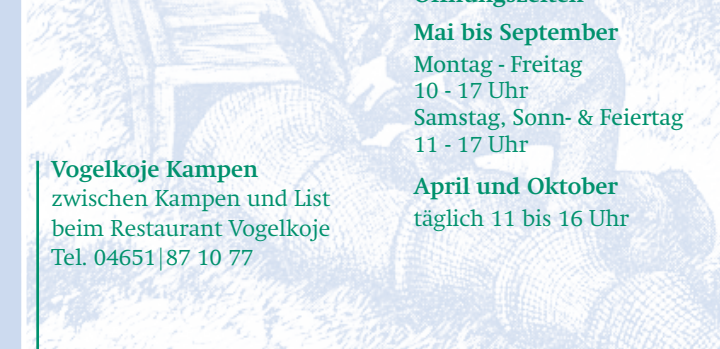 Öffnungszeiten
Mai bis September
Montag - Freitag
10 - 17 Uhr
Samstag, Sonn- & Feiertag
11 - 17 Uhr
April und Oktober
täglich 11 bis 16 Uhr
Vogelkoje Kampen
zwischen Kampen und List
beim Restaurant Vogelkoje
Tel. 04651|87 10 77